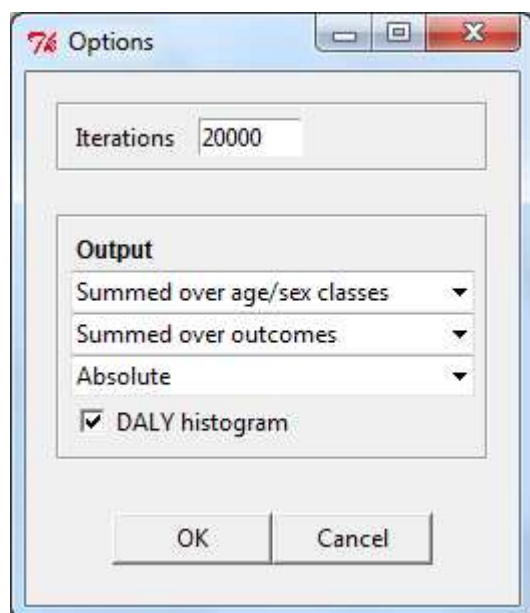 Options
Iterations 20000
Output
Summed over age/sex classes
Summed over outcomes
Absolute
DALY histogram
OK Cancel